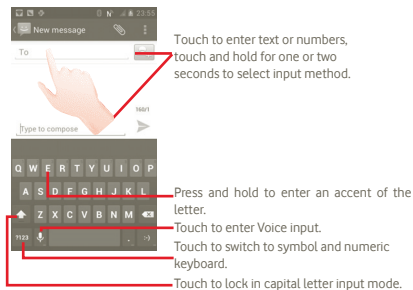 23:55
New message
To
160/1
Type to compose
Q W E R T Y U I O P
A S D F G H J K L
Z X C V B N M
?123
. :-)
Touch to enter text or numbers,
touch and hold for one or two
seconds to select input method.
Press and hold to enter an accent of the
letter.
Touch to enter Voice input.
Touch to switch to symbol and numeric
keyboard.
Touch to lock in capital letter input mode.